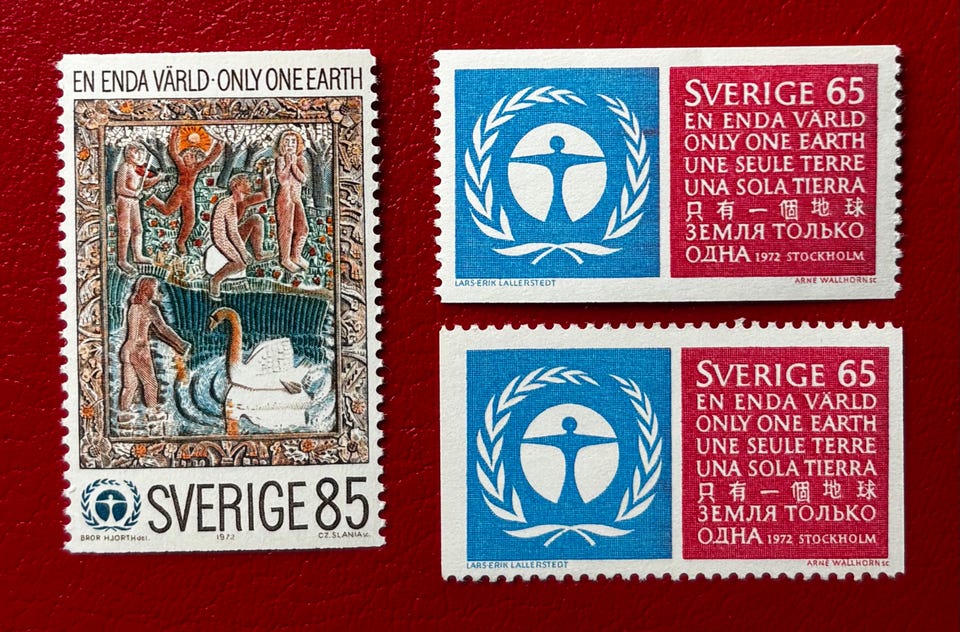 EN ENDA VÄRLD · ONLY ONE EARTH
SVERIGE 85
BROR HJORTH del. 1972 CZ. SLANIA sc.
SVERIGE 65
EN ENDA VÄRLD
ONLY ONE EARTH
UNE SEULE TERRE
UNA SOLA TIERRA
只有一個地球
ЗЕМЛЯ ТОЛЬКО
ОДНА 1972 STOCKHOLM
LARS-ERIK LALLERSTEDT ARNE WALLHORN SC
SVERIGE 65
EN ENDA VÄRLD
ONLY ONE EARTH
UNE SEULE TERRE
UNA SOLA TIERRA
只有一個地球
ЗЕМЛЯ ТОЛЬКО
ОДНА 1972 STOCKHOLM
LARS-ERIK LALLERSTEDT ARNE WALLHORN SC